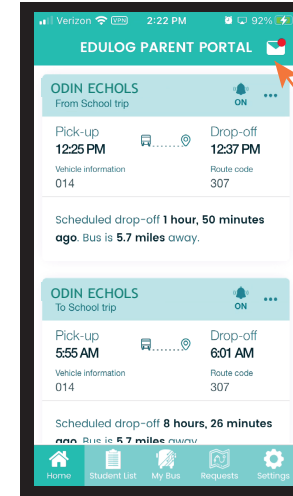 Verizon VPN 2:22 PM 92%
EDULOG PARENT PORTAL
ODIN ECHOLS
From School trip
ON
Pick-up
12:25 PM
Drop-off
12:37 PM
Vehicle information
014
Route code
307
Scheduled drop-off 1 hour, 50 minutes
ago. Bus is 5.7 miles away.
ODIN ECHOLS
To School trip
ON
Pick-up
5:55 AM
Drop-off
6:01 AM
Vehicle information
014
Route code
307
Scheduled drop-off 8 hours, 26 minutes
ago. Bus is 5.7 miles away
Home Student List My Bus Requests Settings